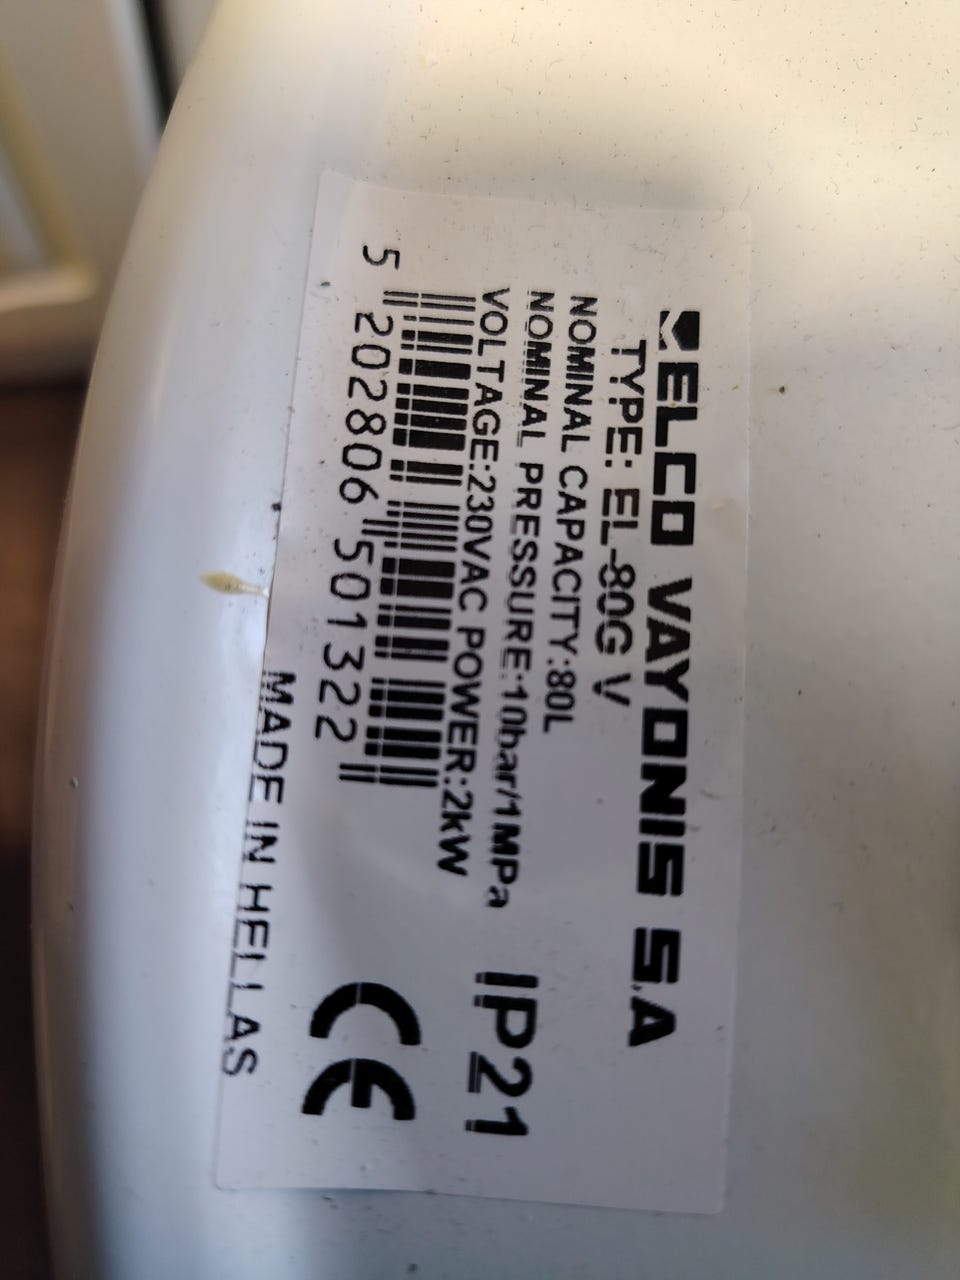 ELCO VAYONIS S.A
TYPE: EL-80G V
NOMINAL CAPACITY:80L
NOMINAL PRESSURE:10bar/1MPa
VOLTAGE:230VAC POWER:2kW
IP21
5 202806 501322
CE
MADE IN HELLAS